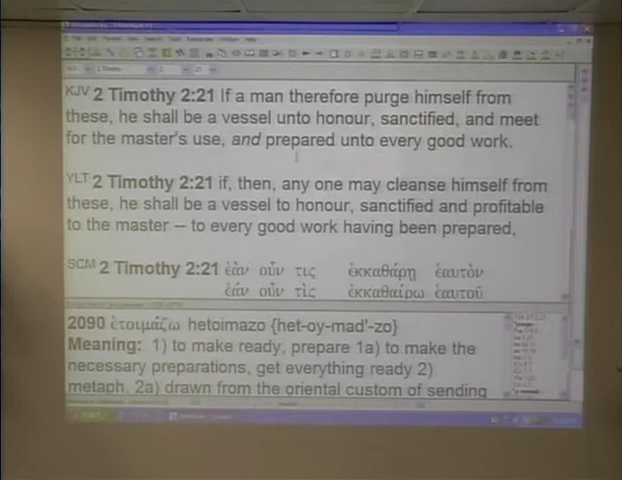 KJV 2 Timothy 2:21 If a man therefore purge himself from
these, he shall be a vessel unto honour, sanctified, and meet
for the master's use, and prepared unto every good work.
YLT 2 Timothy 2:21 if, then, any one may cleanse himself from
these, he shall be a vessel to honour, sanctified and profitable
to the master – to every good work having been prepared,
SCM 2 Timothy 2:21 ἐὰν οὖν τις ἐκκαθάρῃ ἑαυτὸν
ἐάν οὖν τὶς ἐκκαθαίρω ἑαυτοῦ
2090 ἑτοιμάζω hetoimazo {het-oy-mad'-zo}
Meaning: 1) to make ready, prepare 1a) to make the
necessary preparations, get everything ready 2)
metaph. 2a) drawn from the oriental custom of sending